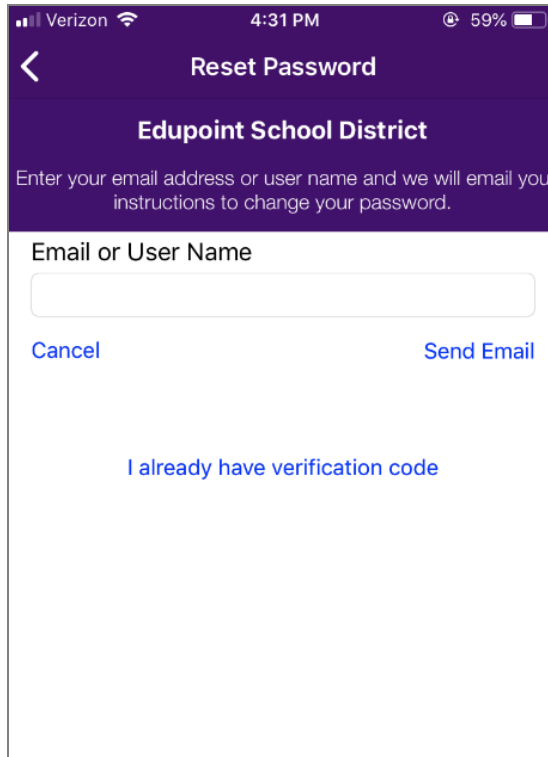 Verizon 4:31 PM 59%
Reset Password
Edupoint School District
Enter your email address or user name and we will email you
instructions to change your password.
Email or User Name
Cancel Send Email
I already have verification code